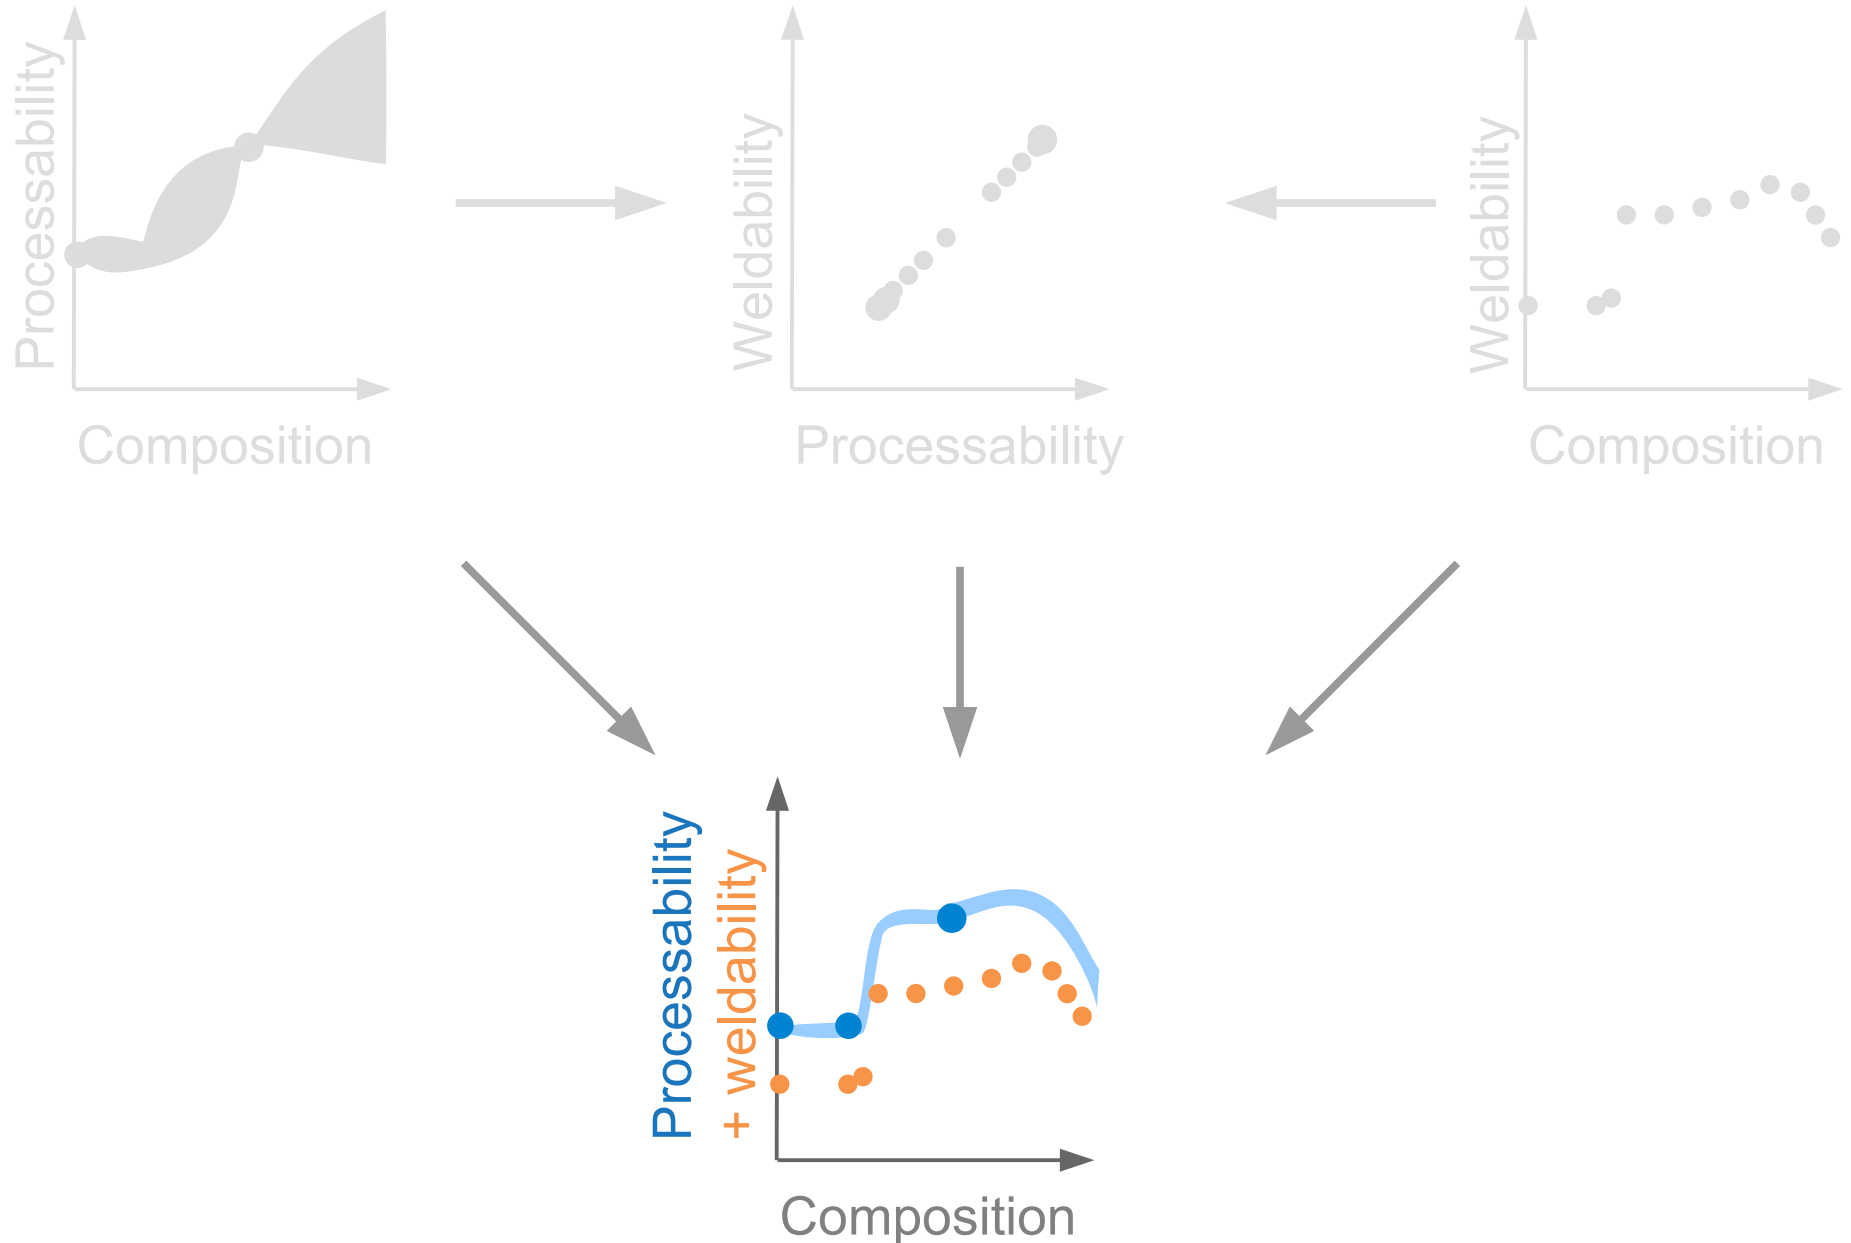 Processability
Composition
Weldability
Processability
Weldability
Composition
Processability
+ weldability
Composition